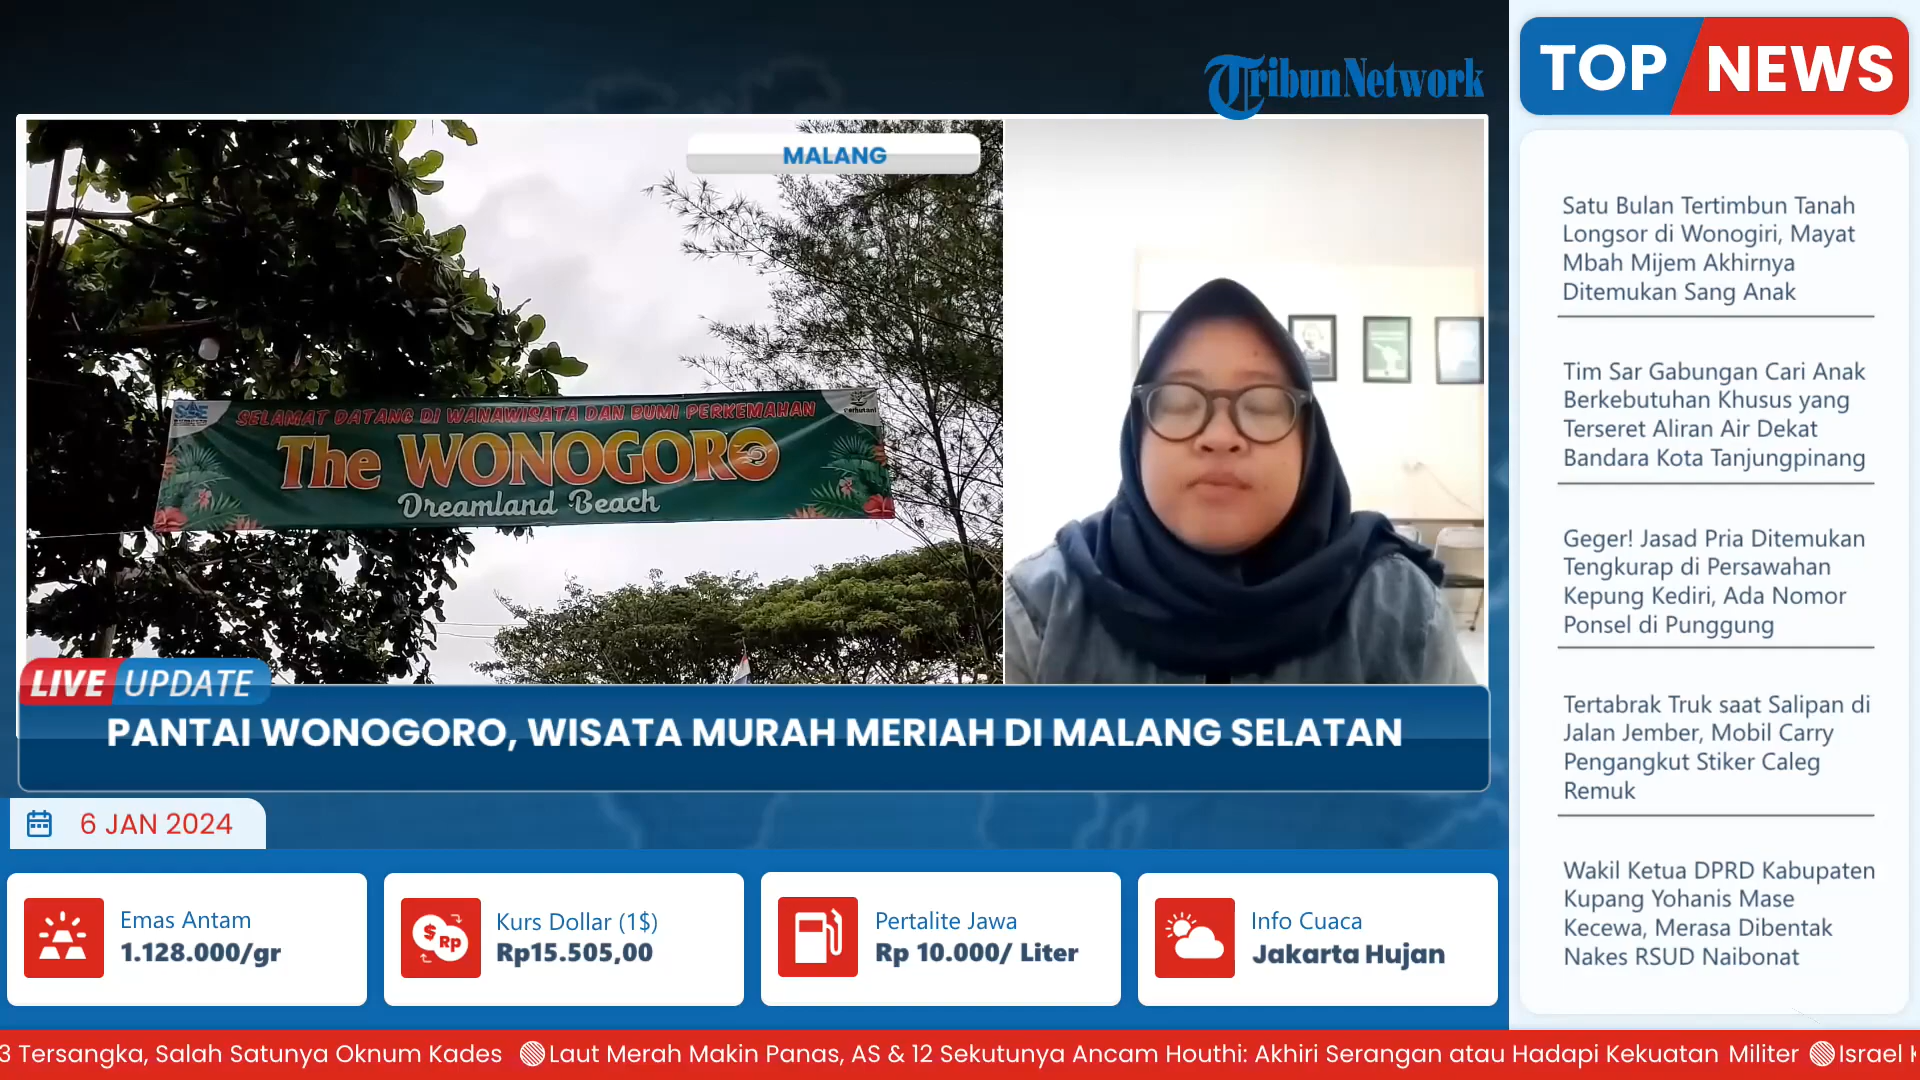 TribunNetwork
TOP NEWS
MALANG
SELAMAT DATANG DI WANAWISATA DAN BUMI PERKEMAHAN
The WONOGORO
Dreamland Beach
LIVE UPDATE
PANTAI WONOGORO, WISATA MURAH MERIAH DI MALANG SELATAN
6 JAN 2024
Emas Antam
1.128.000/gr
Kurs Dollar (1$)
Rp15.505,00
Pertalite Jawa
Rp 10.000/ Liter
Info Cuaca
Jakarta Hujan
Satu Bulan Tertimbun Tanah
Longsor di Wonogiri, Mayat
Mbah Mijem Akhirnya
Ditemukan Sang Anak
Tim Sar Gabungan Cari Anak
Berkebutuhan Khusus yang
Terseret Aliran Air Dekat
Bandara Kota Tanjungpinang
Geger! Jasad Pria Ditemukan
Tengkurap di Persawahan
Kepung Kediri, Ada Nomor
Ponsel di Punggung
Tertabrak Truk saat Salipan di
Jalan Jember, Mobil Carry
Pengangkut Stiker Caleg
Remuk
Wakil Ketua DPRD Kabupaten
Kupang Yohanis Mase
Kecewa, Merasa Dibentak
Nakes RSUD Naibonat
3 Tersangka, Salah Satunya Oknum Kades Laut Merah Makin Panas, AS & 12 Sekutunya Ancam Houthi: Akhiri Serangan atau Hadapi Kekuatan Militer Israel